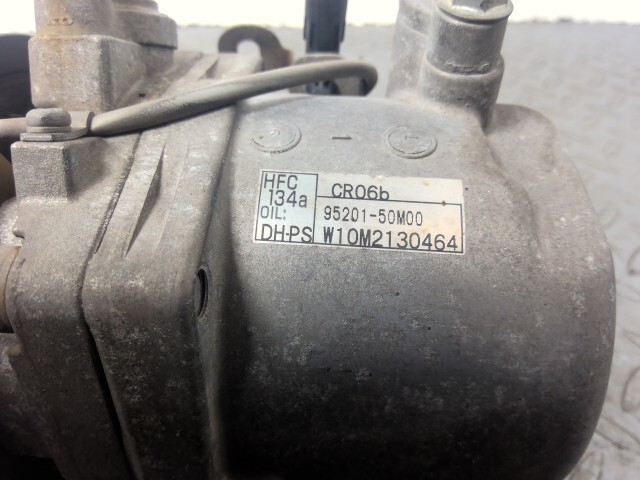 HFC
134a
OIL:
DH-PS
CR06b
95201-50M00
W10M2130464